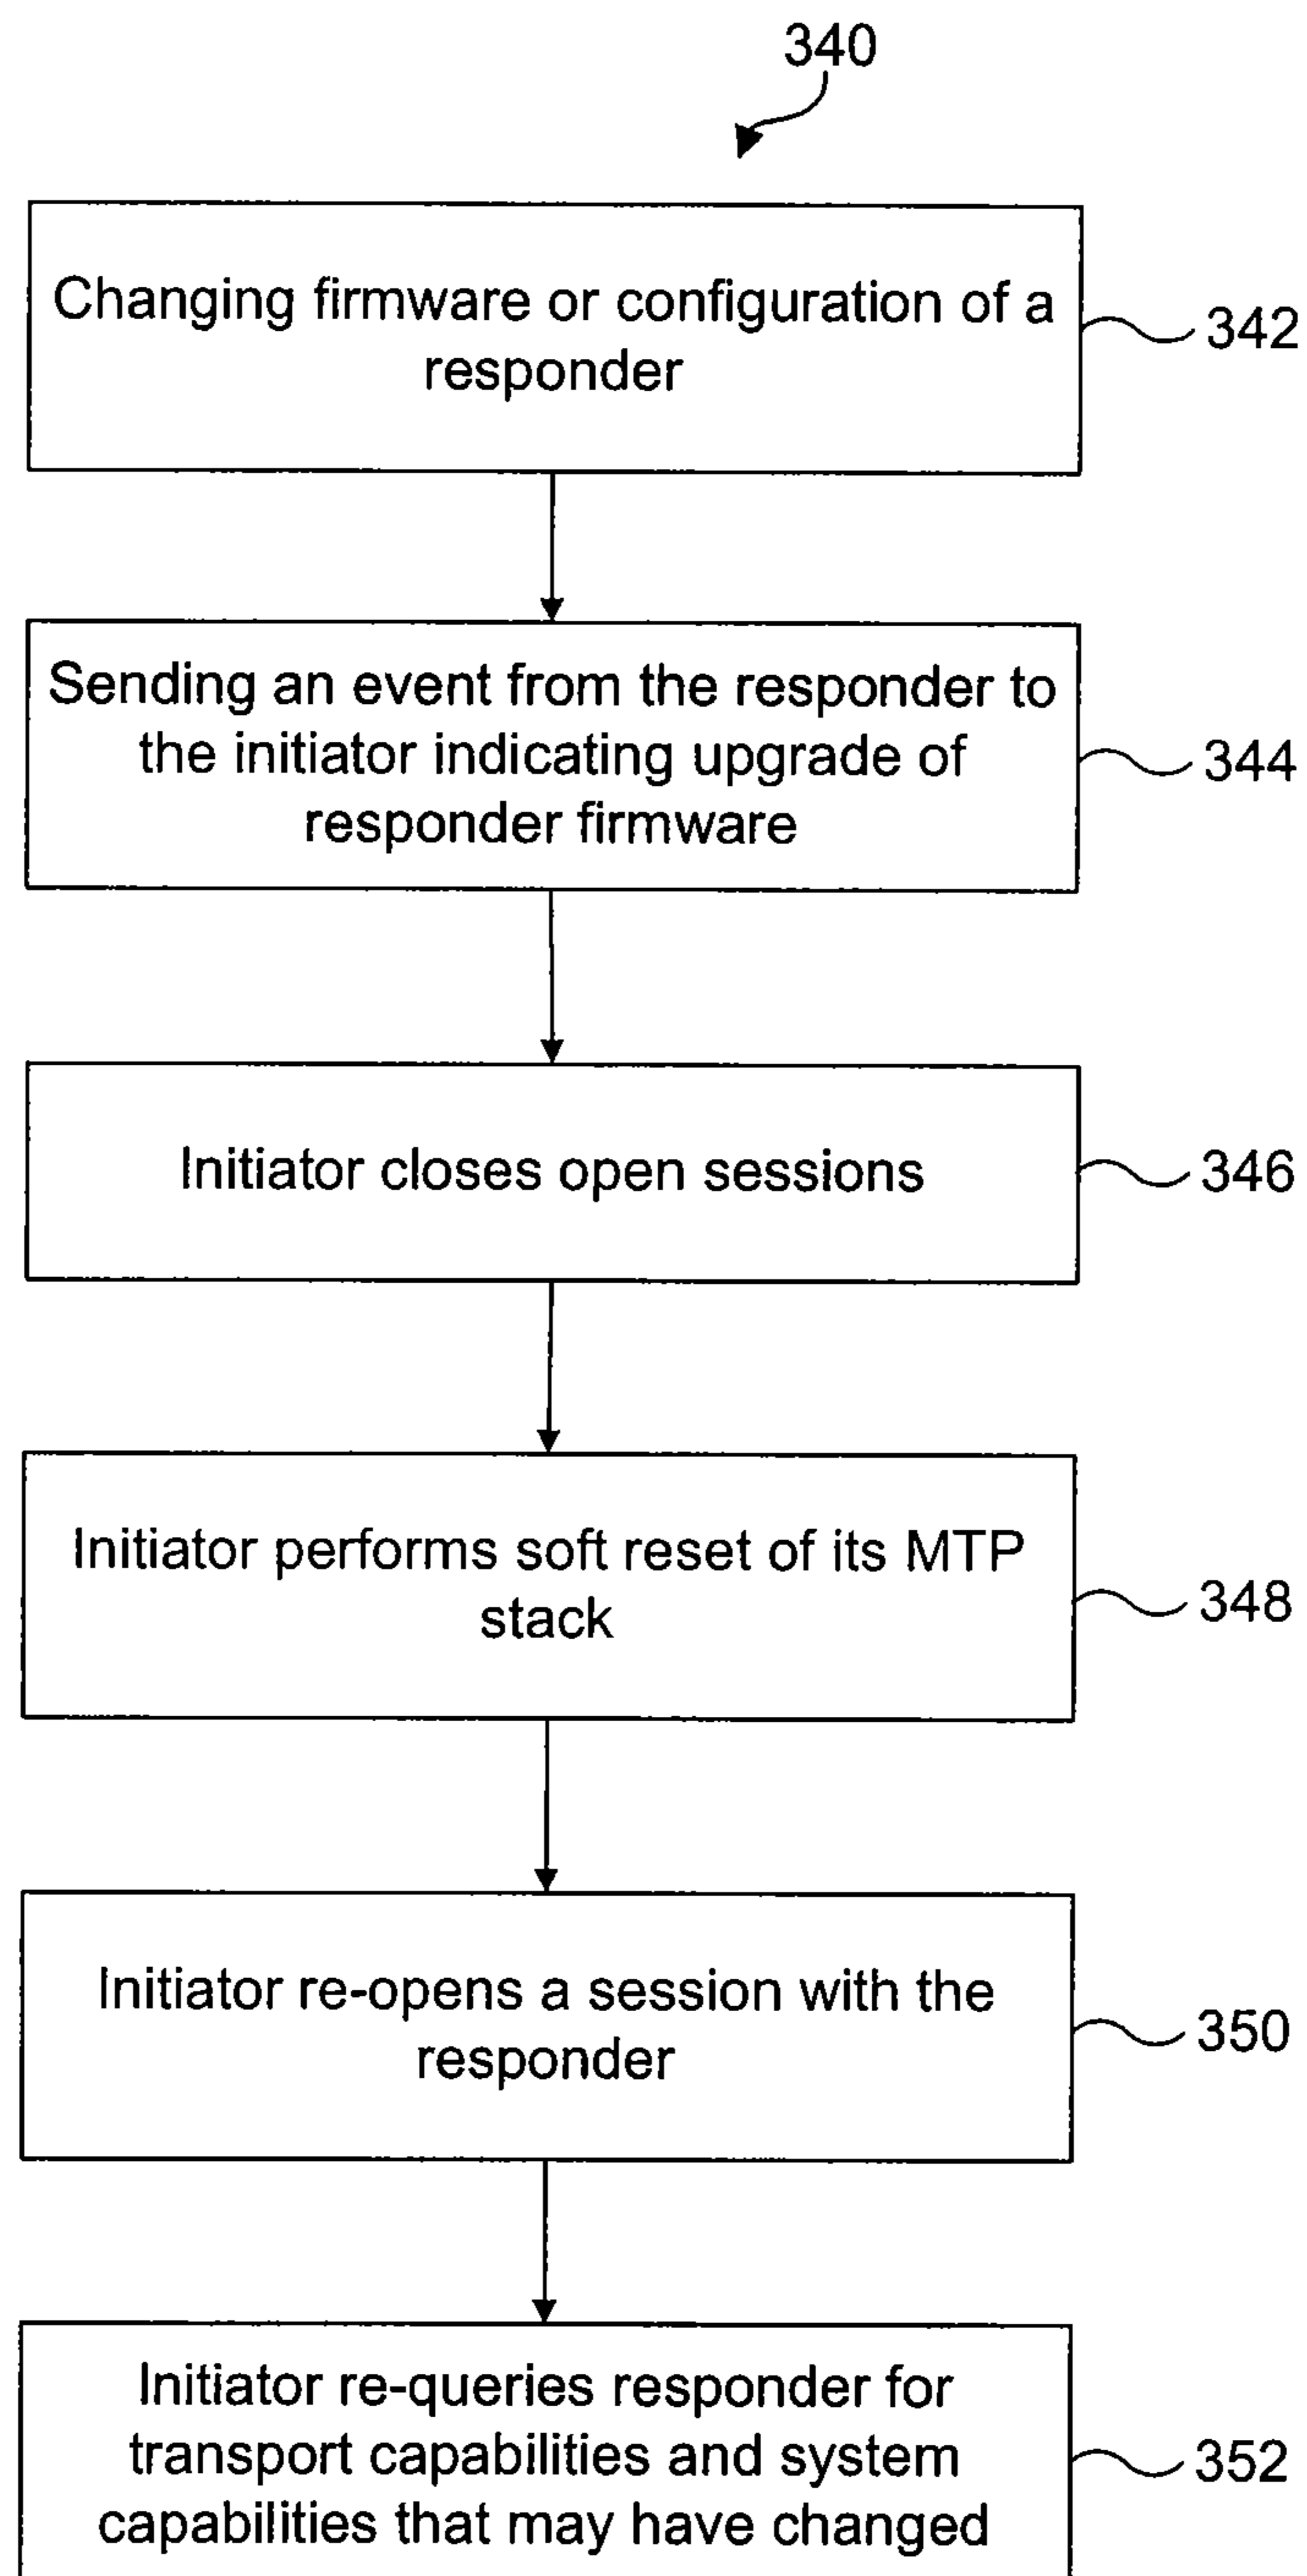 340
Changing firmware or configuration of a
responder
342
Sending an event from the responder to
the initiator indicating upgrade of
responder firmware
344
Initiator closes open sessions
346
Initiator performs soft reset of its MTP
stack
348
Initiator re-opens a session with the
responder
350
Initiator re-queries responder for
transport capabilities and system
capabilities that may have changed
352